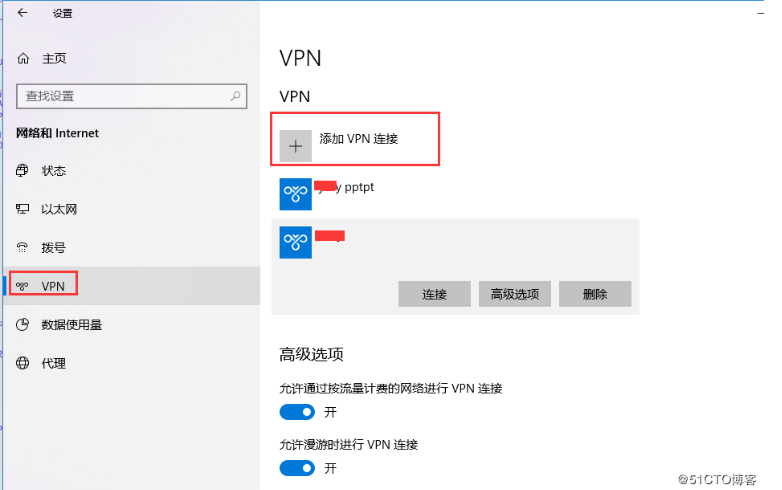 设置
主页
查找设置
网络和 Internet
状态
以太网
拨号
VPN
数据使用量
代理
VPN
VPN
添加 VPN 连接
pptpt
连接
高级选项
删除
高级选项
允许通过按流量计费的网络进行 VPN 连接
开
允许漫游时进行 VPN 连接
开
@51CTO博客